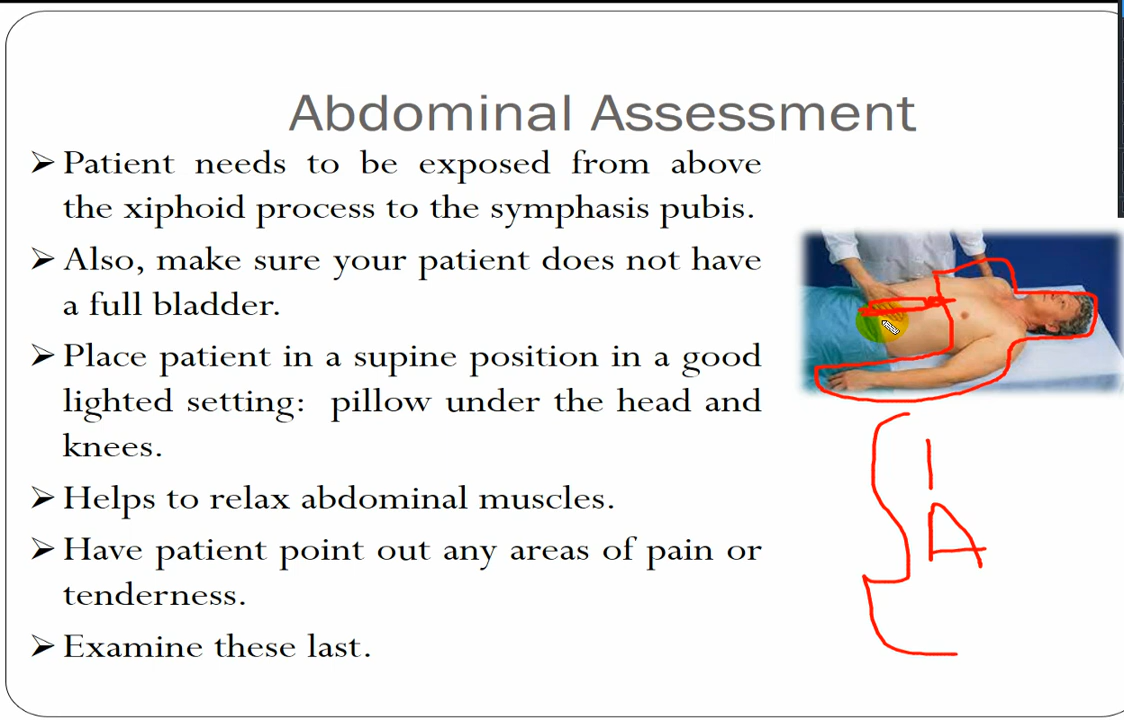 Abdominal Assessment
➢ Patient needs to be exposed from above
the xiphoid process to the symphasis pubis.
➢ Also, make sure your patient does not have
a full bladder.
➢ Place patient in a supine position in a good
lighted setting: pillow under the head and
knees.
➢ Helps to relax abdominal muscles.
➢ Have patient point out any areas of pain or
tenderness.
➢ Examine these last.
I
A